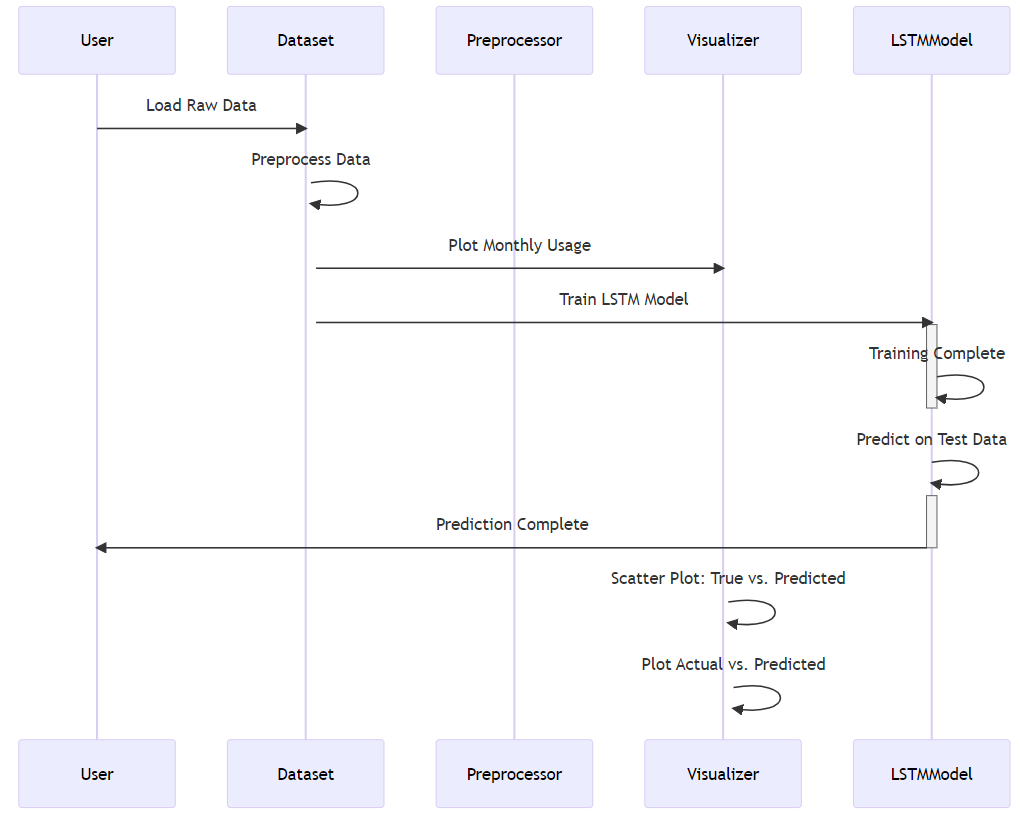 User
Dataset
Preprocessor
Visualizer
LSTMModel
Load Raw Data
Preprocess Data
Plot Monthly Usage
Train LSTM Model
Training Complete
Predict on Test Data
Prediction Complete
Scatter Plot: True vs. Predicted
Plot Actual vs. Predicted
User
Dataset
Preprocessor
Visualizer
LSTMModel